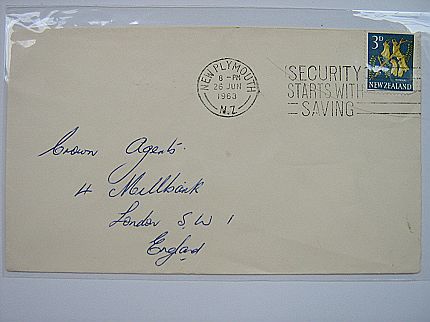 NEW PLYMOUTH
8 - PM
26 JUN
1963
N.Z.
SECURITY
STARTS WITH
SAVING
3D
NEW ZEALAND
Crown Agents.
4 Millbank
London S.W 1
England